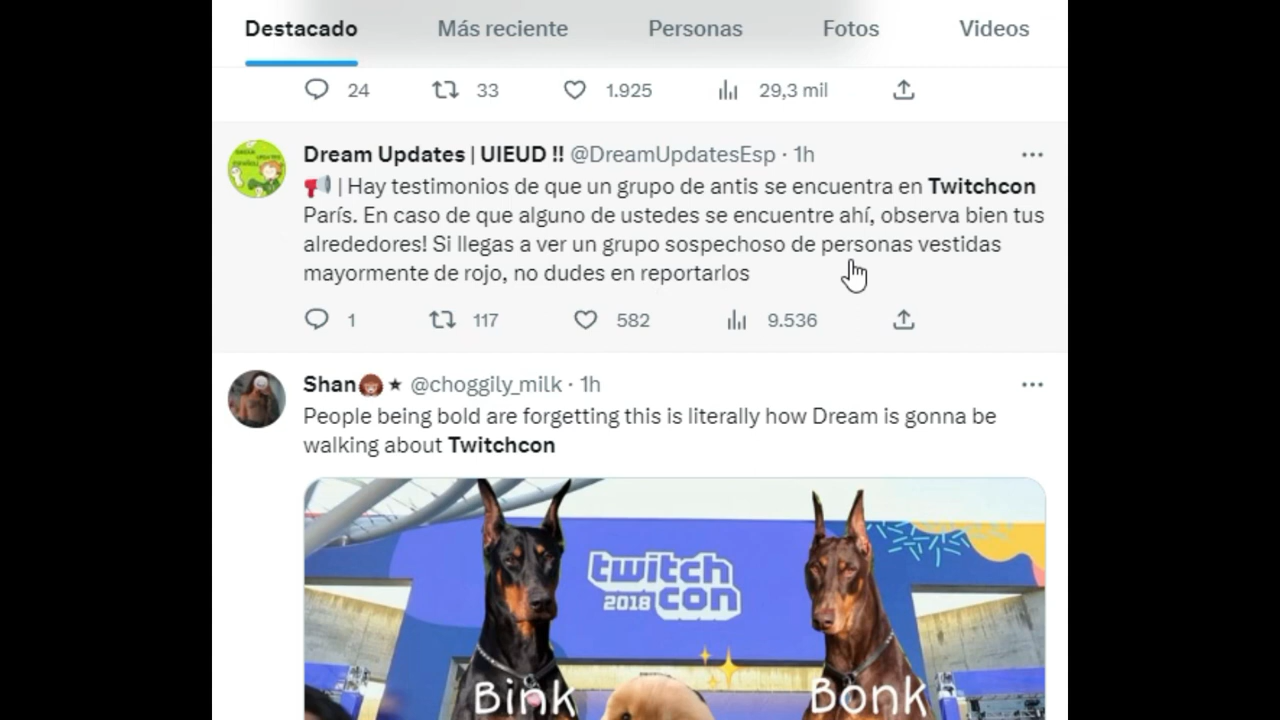 Destacado Más reciente Personas Fotos Videos
24 33 1.925 29,3 mil
Dream Updates | UIEUD !! @DreamUpdatesEsp · 1h
| Hay testimonios de que un grupo de antis se encuentra en Twitchcon
París. En caso de que alguno de ustedes se encuentre ahí, observa bien tus
alrededores! Si llegas a ver un grupo sospechoso de personas vestidas
mayormente de rojo, no dudes en reportarlos
1 117 582 9.536
Shan @choggily_milk · 1h
People being bold are forgetting this is literally how Dream is gonna be
walking about Twitchcon
twitch
2018 con
Bink Bonk